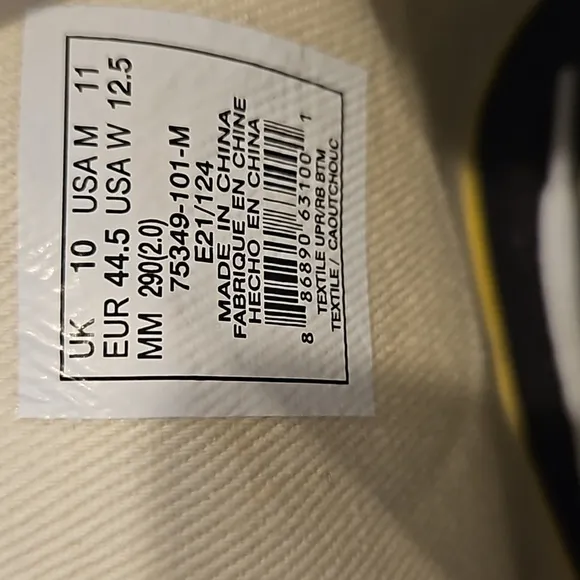 UK 10 USA M 11
EUR 44.5 USA W 12.5
MM 290(2.0)
75349-101-M
E21/124
MADE IN CHINA
FABRIQUE EN CHINE
HECHO EN CHINA
8 86890 63100 1
TEXTILE UPR/RB BTM
TEXTILE / CAOUTCHOUC